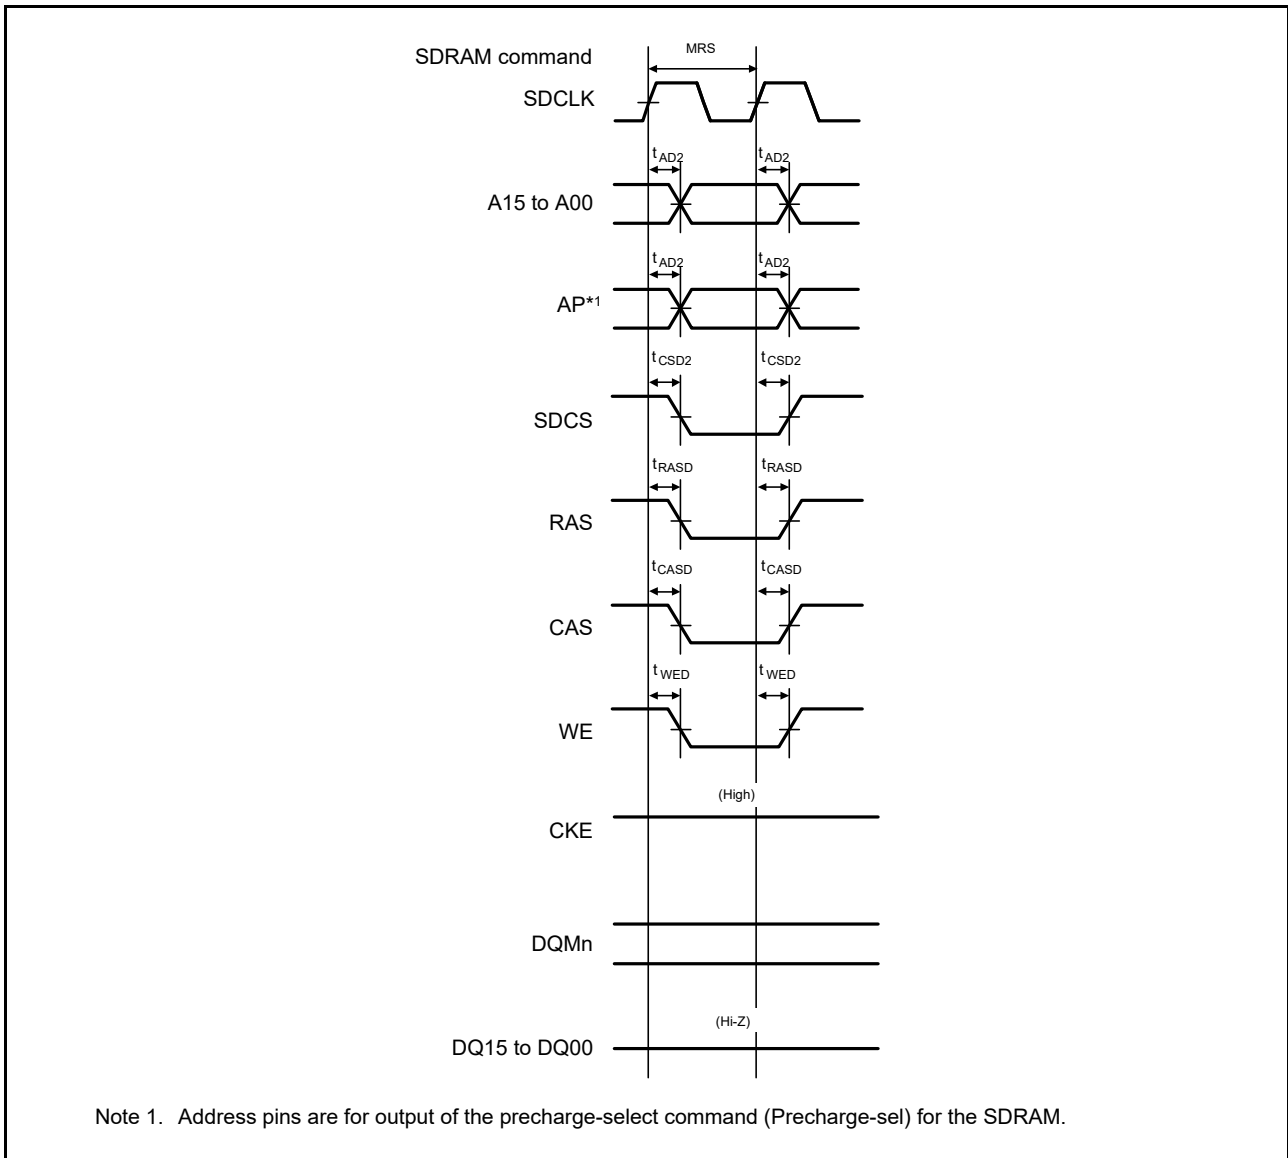 MRS
SDRAM command
SDCLK
tAD2 tAD2
A15 to A00
tAD2 tAD2
AP*1
tCSD2 tCSD2
SDCS
tRASD tRASD
RAS
tCASD tCASD
CAS
tWED tWED
WE
(High)
CKE
DQMn
(Hi-Z)
DQ15 to DQ00
Note 1. Address pins are for output of the precharge-select command (Precharge-sel) for the SDRAM.